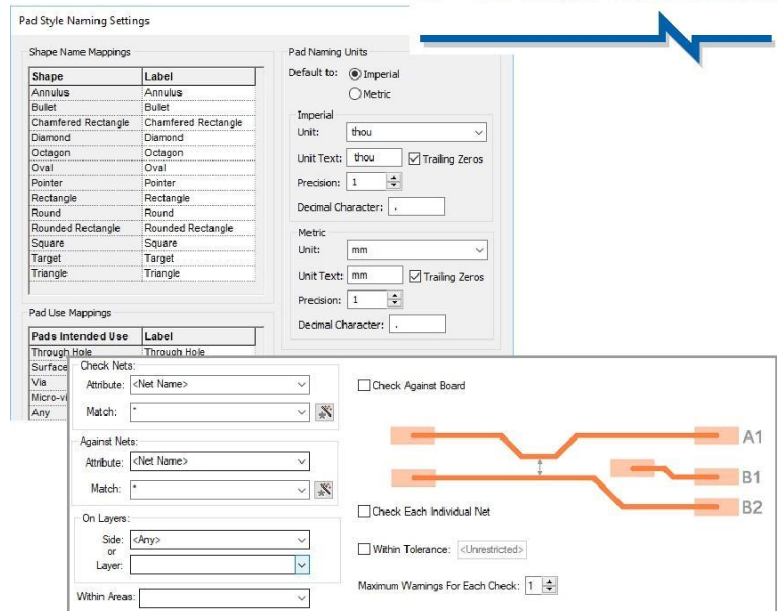 Pad Style Naming Settings
Shape Name Mappings
Shape Label
Annulus Annulus
Bullet Bullet
Chamfered Rectangle Chamfered Rectangle
Diamond Diamond
Octagon Octagon
Oval Oval
Pointer Pointer
Rectangle Rectangle
Round Round
Rounded Rectangle Rounded Rectangle
Square Square
Target Target
Triangle Triangle
Pad Use Mappings
Pads Intended Use Label
Through Hole Through Hole
Surface
Via
Micro-vi
Any
Pad Naming Units
Default to: Imperial
Metric
Imperial
Unit: thou
Unit Text: thou Trailing Zeros
Precision: 1
Decimal Character: .
Metric
Unit: mm
Unit Text: mm Trailing Zeros
Precision: 1
Decimal Character: .
Check Nets:
Attribute: <Net Name>
Match: *
Against Nets:
Attribute: <Net Name>
Match: *
On Layers:
Side: <Any>
or
Layer:
Within Areas:
Check Against Board
A1
B1
B2
Check Each Individual Net
Within Tolerance: <Unrestricted>
Maximum Warnings For Each Check: 1